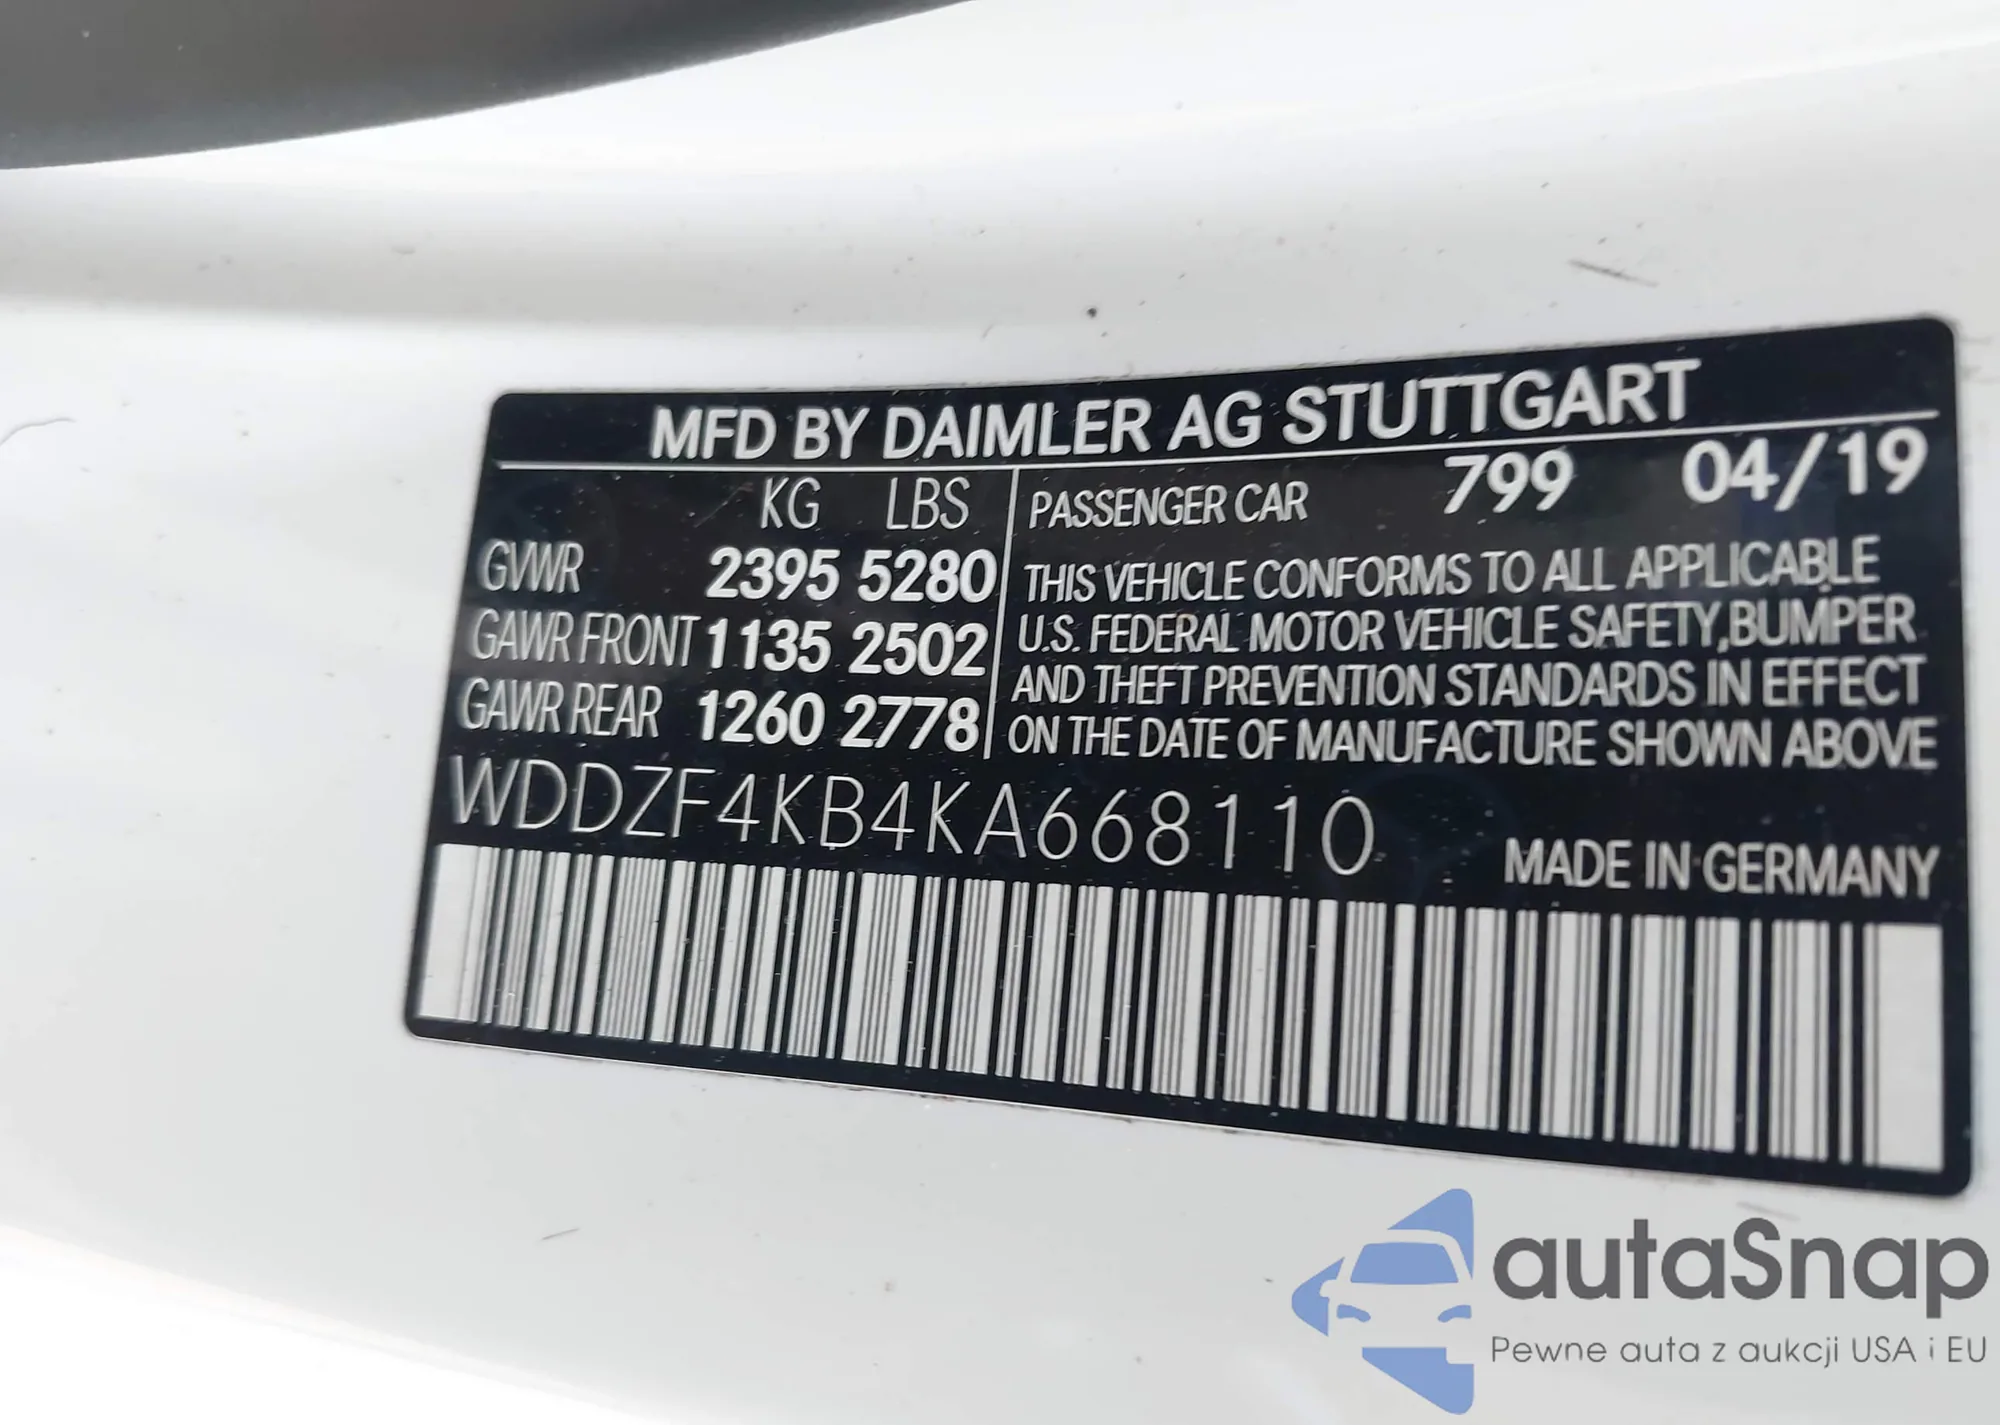 MFD BY DAIMLER AG STUTTGART
KG LBS
GVWR 2395 5280
GAWR FRONT 1135 2502
GAWR REAR 1260 2778
PASSENGER CAR 799 04/19
THIS VEHICLE CONFORMS TO ALL APPLICABLE
U.S. FEDERAL MOTOR VEHICLE SAFETY,BUMPER
AND THEFT PREVENTION STANDARDS IN EFFECT
ON THE DATE OF MANUFACTURE SHOWN ABOVE
WDDZF4KB4KA668110
MADE IN GERMANY
autaSnap
Pewne auta z aukcji USA i EU